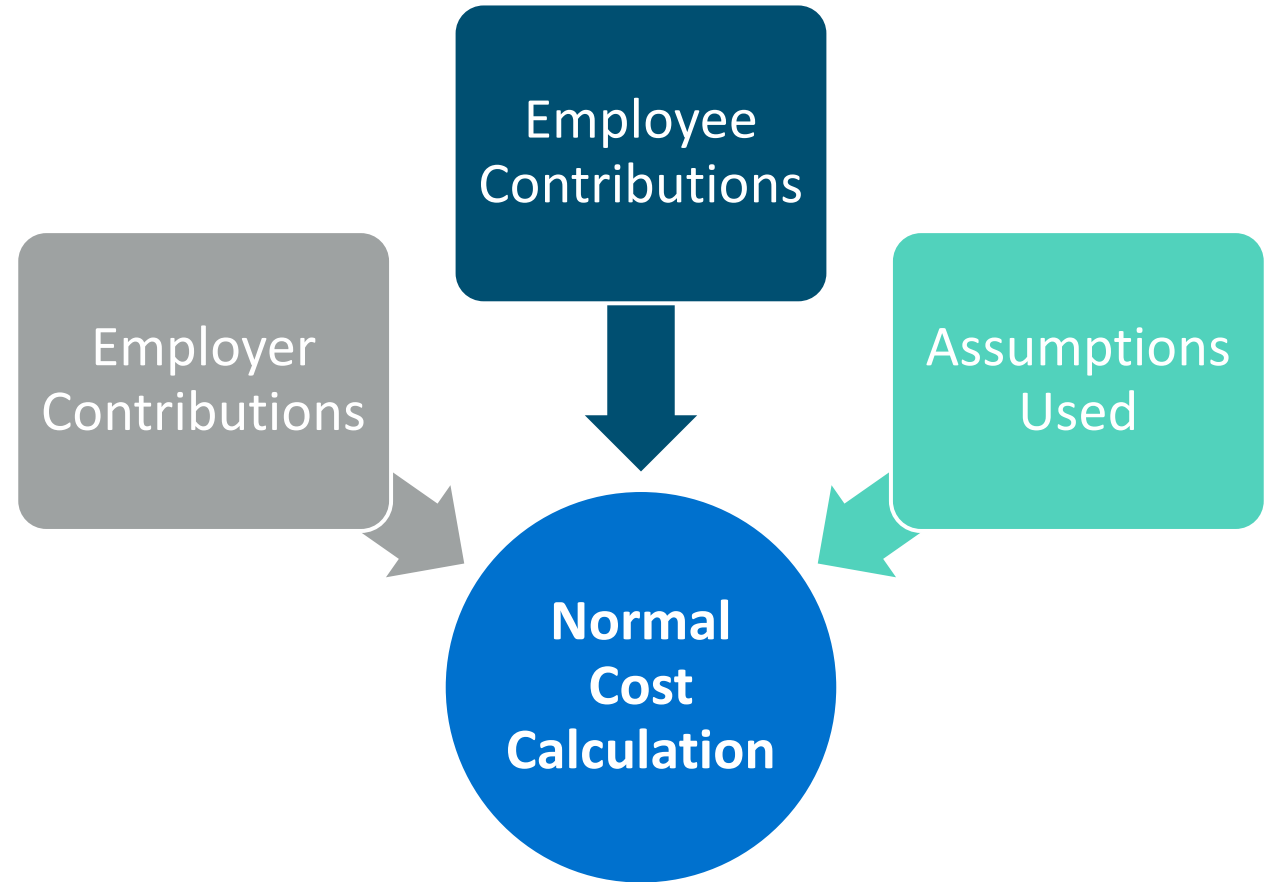 Employee
Contributions
Employer
Contributions
Assumptions
Used
Normal
Cost
Calculation